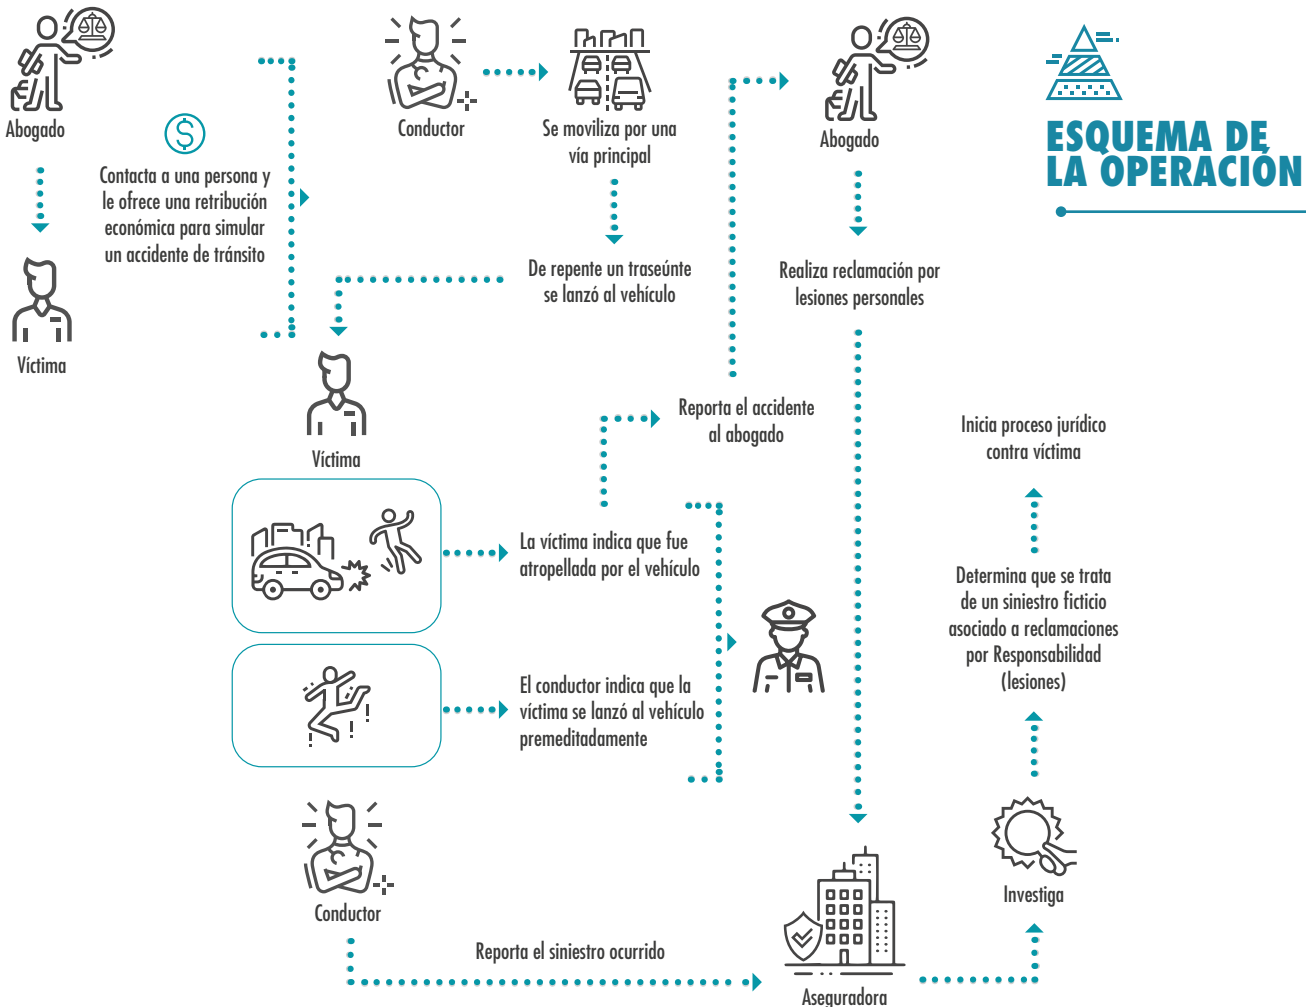 ESQUEMA DE
LA OPERACIÓN
Abogado
Contacta a una persona y
le ofrece una retribución
económica para simular
un accidente de tránsito
Víctima
Conductor
Se moviliza por una
vía principal
De repente un traseúnte
se lanzó al vehículo
Víctima
La víctima indica que fue
atropellada por el vehículo
El conductor indica que la
víctima se lanzó al vehículo
premeditadamente
Reporta el accidente
al abogado
Abogado
Realiza reclamación por
lesiones personales
Conductor
Reporta el siniestro ocurrido
Aseguradora
Investiga
Determina que se trata
de un siniestro ficticio
asociado a reclamaciones
por Responsabilidad
(lesiones)
Inicia proceso jurídico
contra víctima